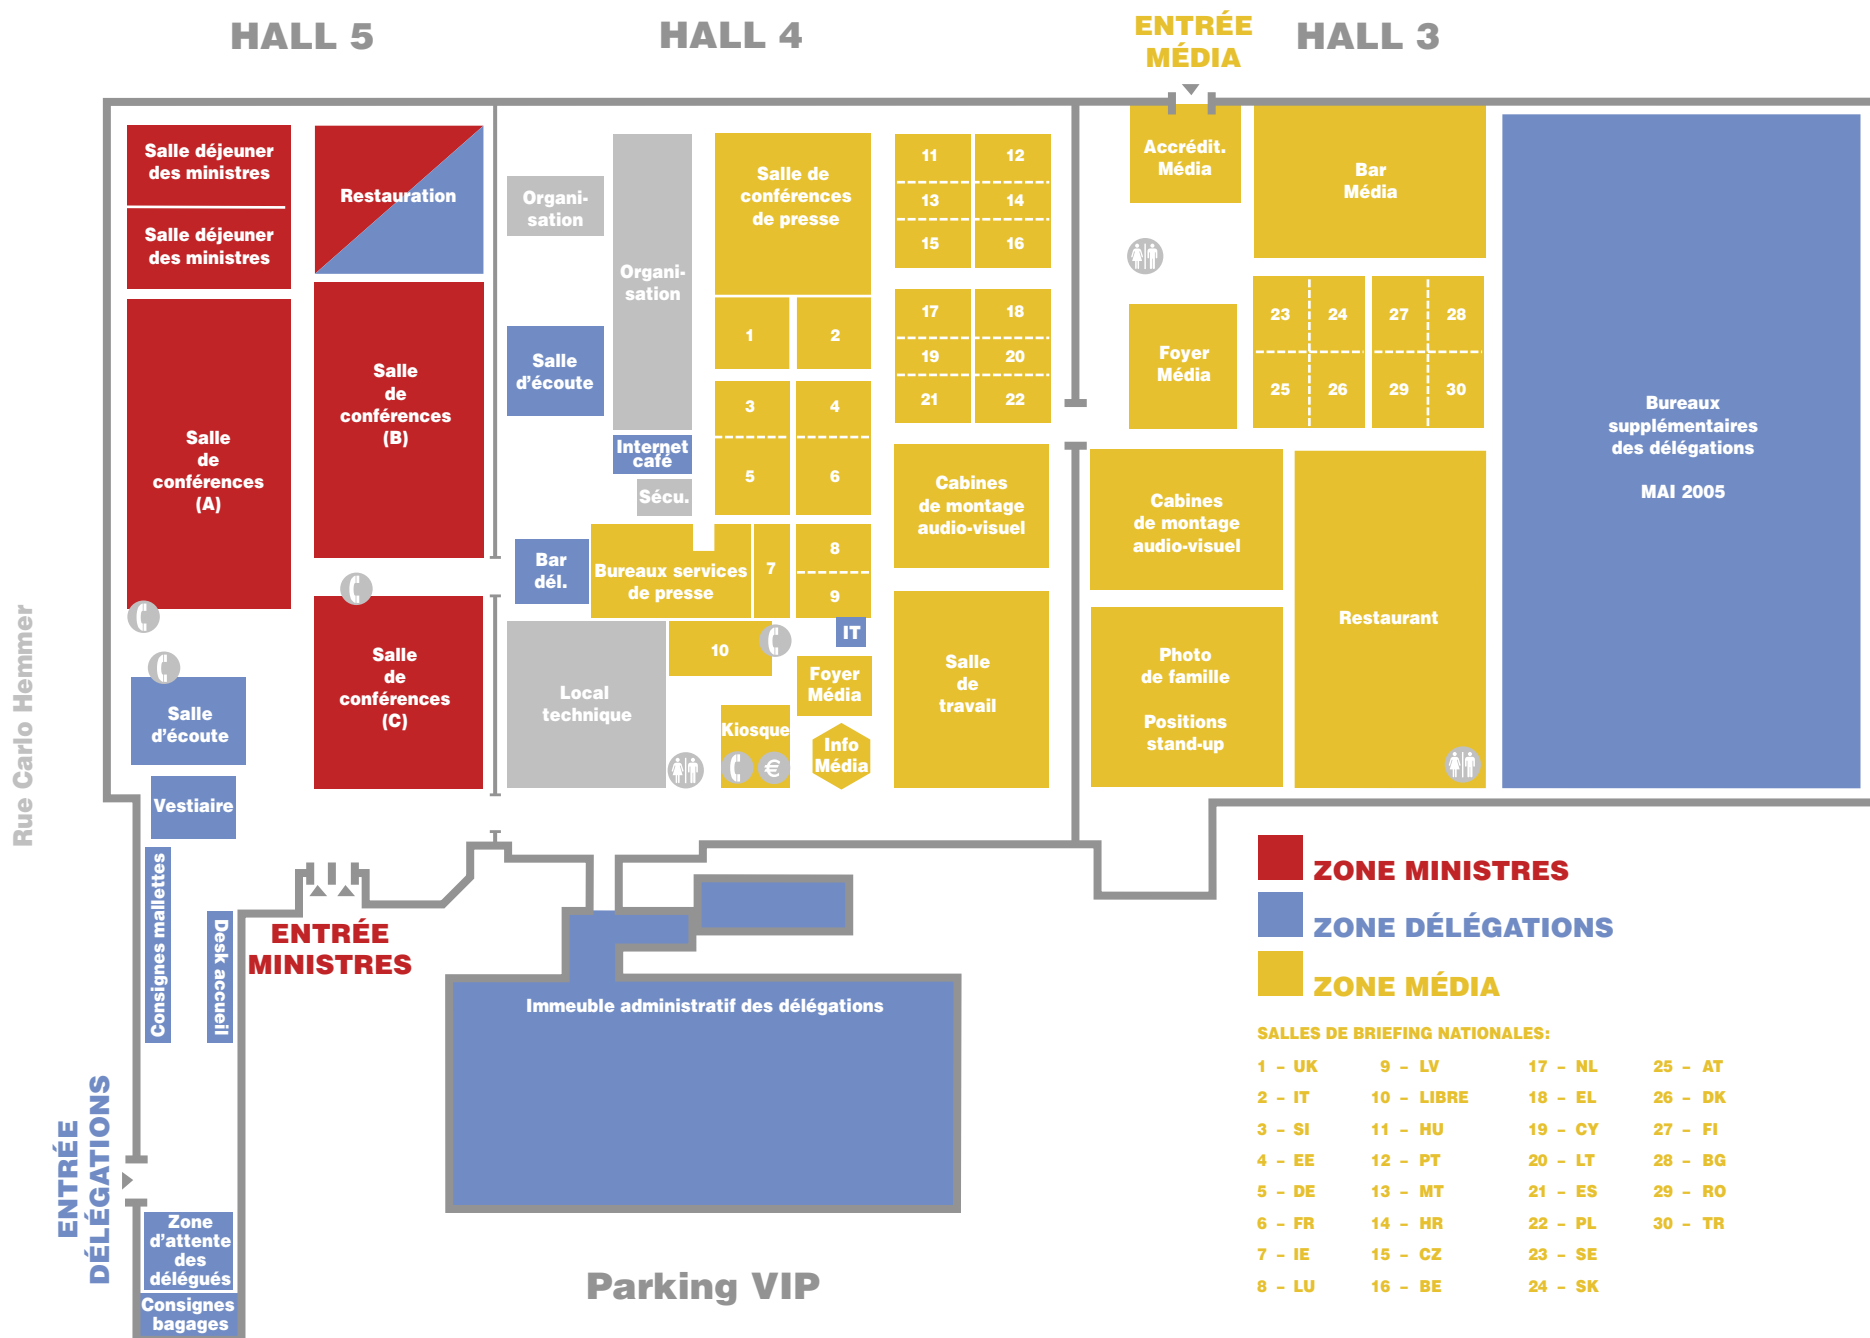 HALL 5
HALL 4
ENTRÉE
MÉDIA
HALL 3
Salle déjeuner
des ministres
Salle déjeuner
des ministres
Restauration
Salle
de
conférences
(A)
Salle
de
conférences
(B)
Salle
de
conférences
(C)
Salle
d'écoute
Vestiaire
Consignes mallettes
Desk accueil
Rue Carlo Hemmer
ENTRÉE
MINISTRES
ENTRÉE
DÉLÉGATIONS
Zone
d'attente
des
délégués
Consignes
bagages
Organi-
sation
Organi-
sation
Salle
d'écoute
Internet
café
Sécu.
Bar
dél.
Bureaux services
de presse
Local
technique
Salle de
conférences
de presse
1
2
3
4
5
6
7
8
9
10
IT
Foyer
Média
Kiosque
€
Info
Média
11
12
13
14
15
16
17
18
19
20
21
22
Cabines
de montage
audio-visuel
Salle
de
travail
Accrédit.
Média
Bar
Média
Foyer
Média
23
24
27
28
25
26
29
30
Cabines
de montage
audio-visuel
Photo
de famille
Positions
stand-up
Restaurant
Bureaux
supplémentaires
des délégations
MAI 2005
Immeuble administratif des délégations
Parking VIP
ZONE MINISTRES
ZONE DÉLÉGATIONS
ZONE MÉDIA
SALLES DE BRIEFING NATIONALES:
1 – UK
2 – IT
3 – SI
4 – EE
5 – DE
6 – FR
7 – IE
8 – LU
9 – LV
10 – LIBRE
11 – HU
12 – PT
13 – MT
14 – HR
15 – CZ
16 – BE
17 – NL
18 – EL
19 – CY
20 – LT
21 – ES
22 – PL
23 – SE
24 – SK
25 – AT
26 – DK
27 – FI
28 – BG
29 – RO
30 – TR